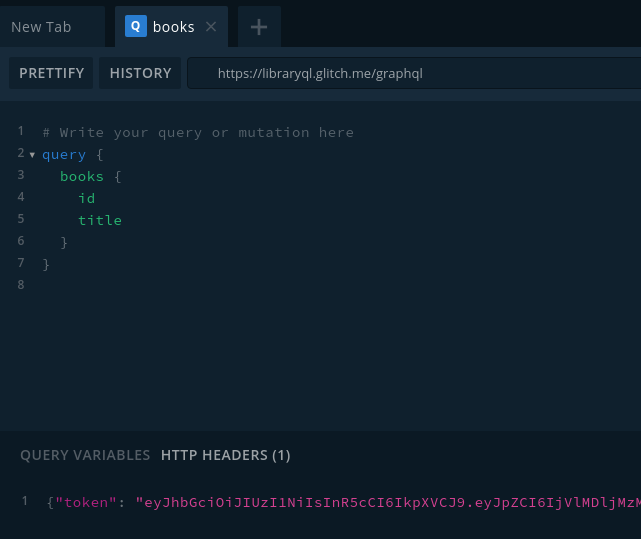 New Tab
Q books ×
+
PRETTIFY
HISTORY
https://libraryql.glitch.me/graphql
1 # Write your query or mutation here
2 ▾ query {
3 books {
4 id
5 title
6 }
7 }
8
QUERY VARIABLES HTTP HEADERS (1)
1 {"token": "eyJhbGciOiJIUzI1NiIsInR5cCI6IkpXVCJ9.eyJpZCI6IjVlMDljMzM